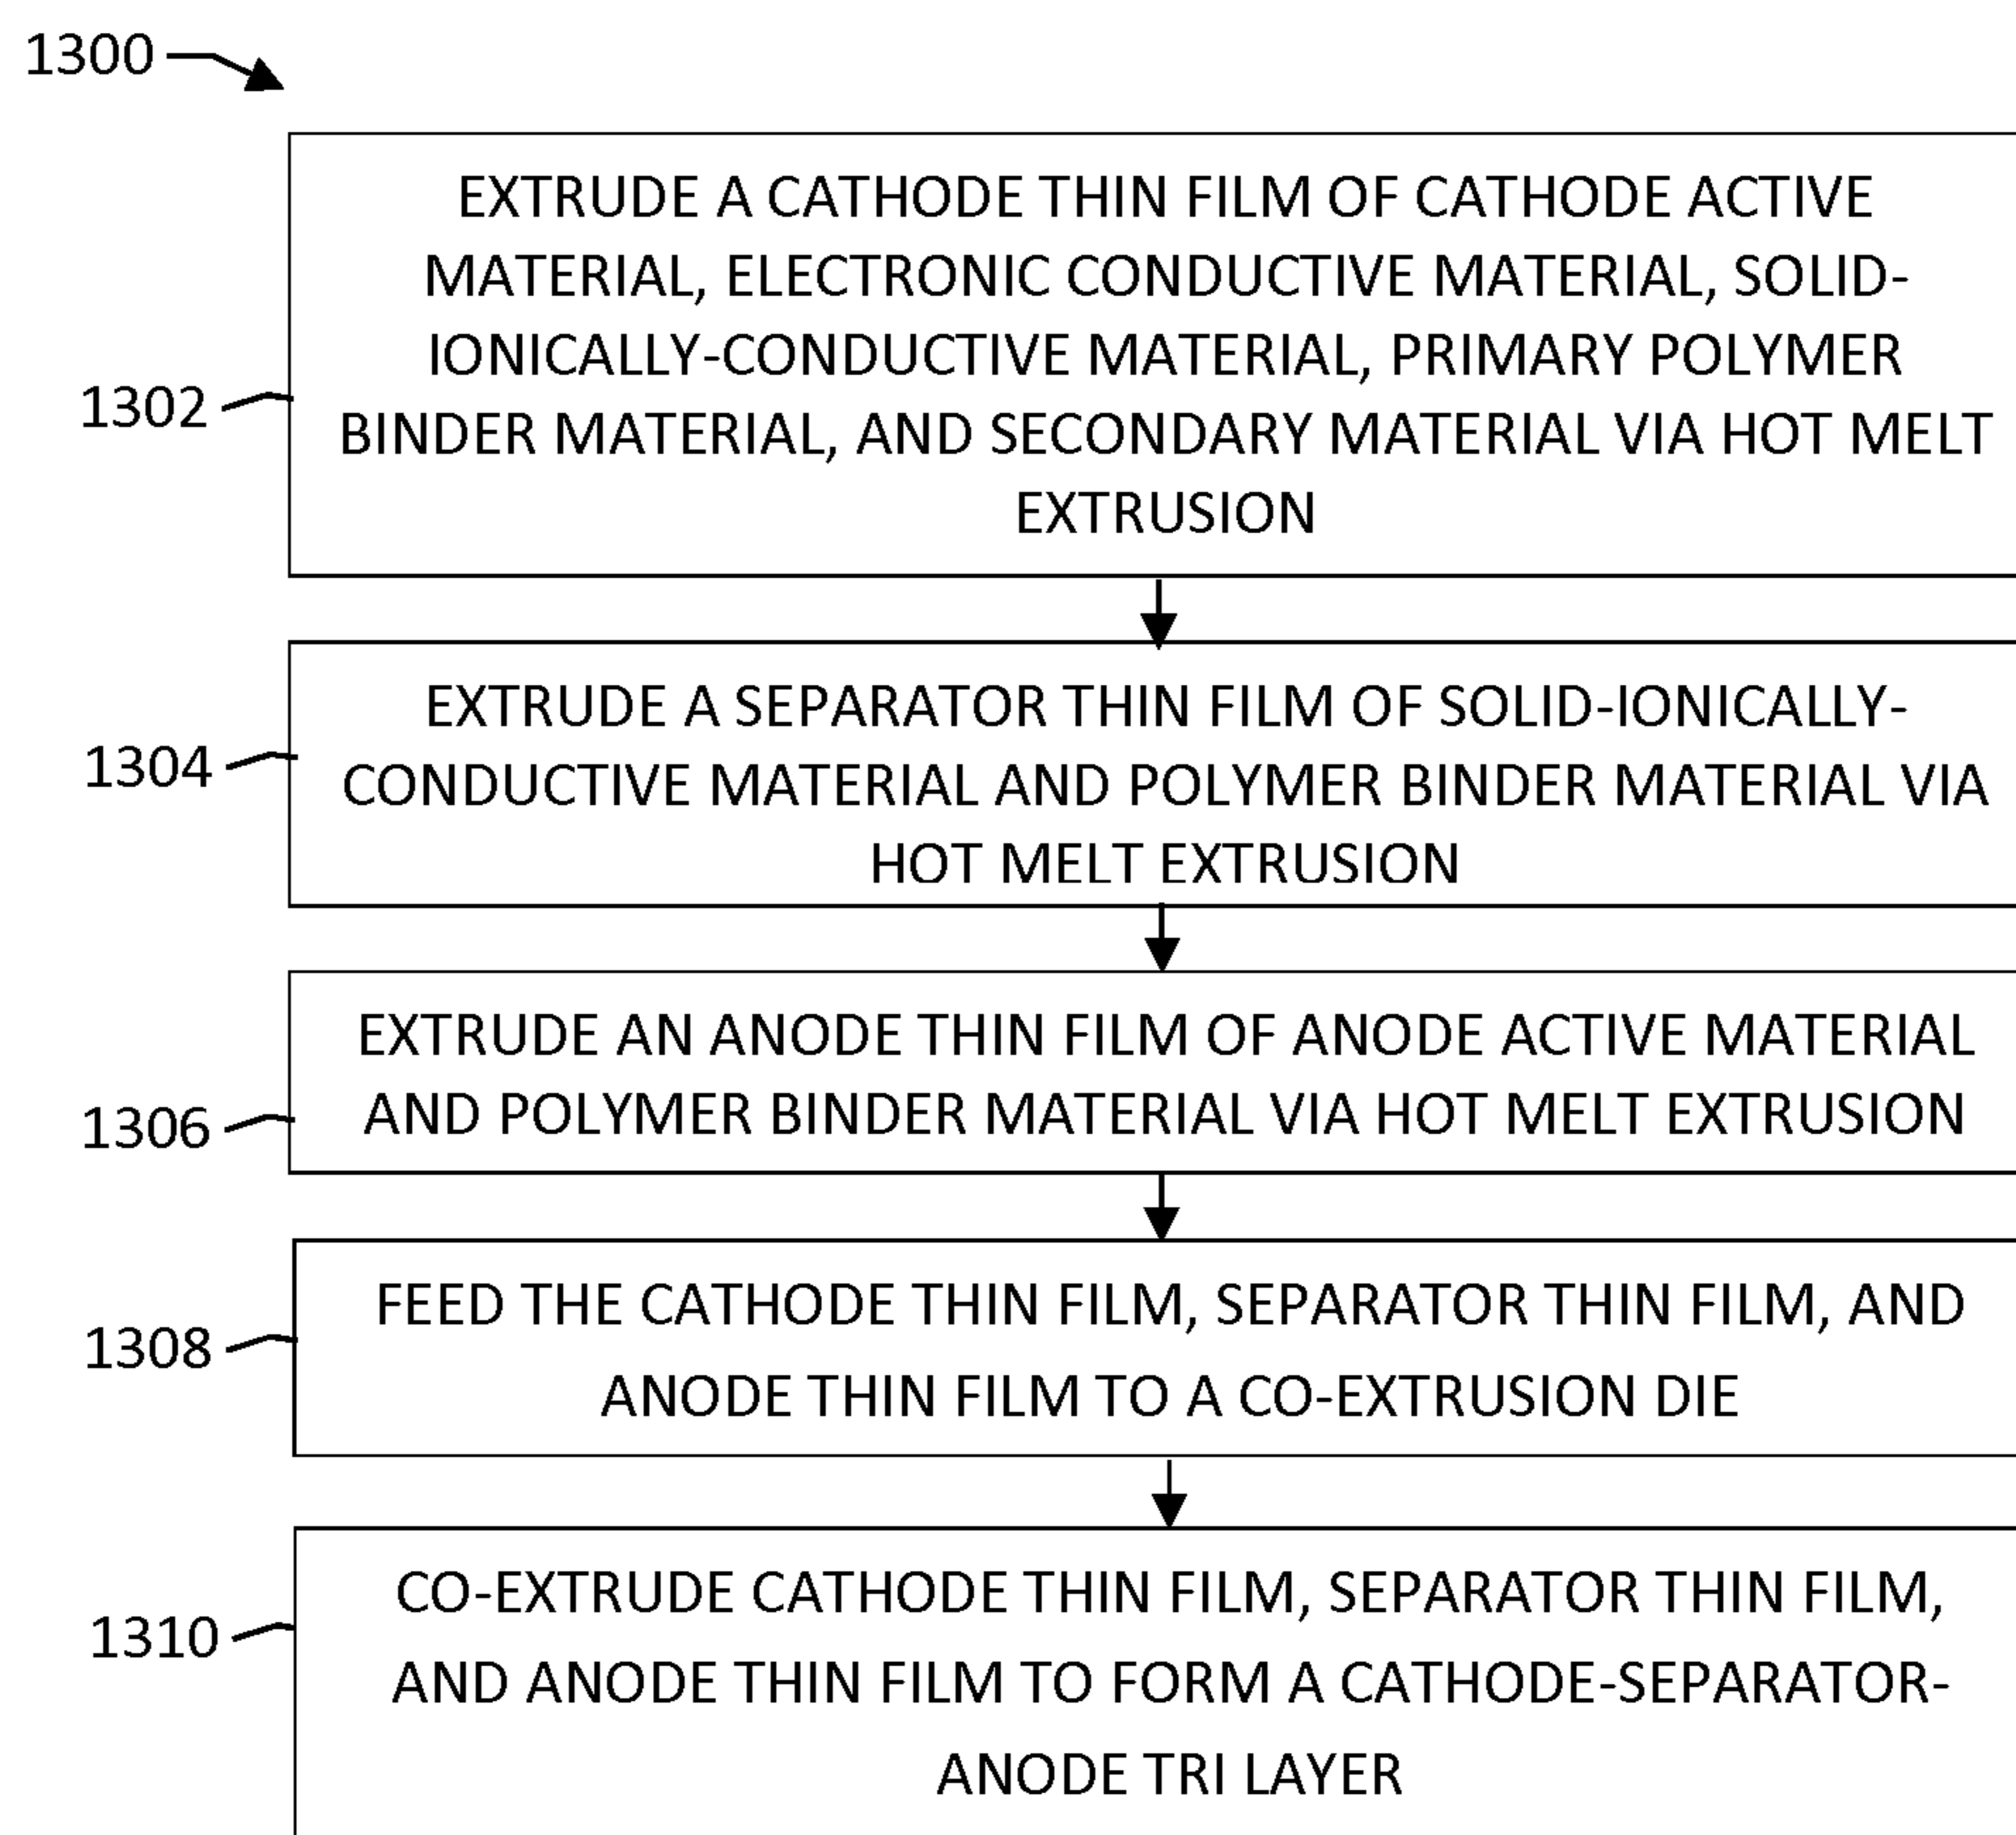 1300
EXTRUDE A CATHODE THIN FILM OF CATHODE ACTIVE
MATERIAL, ELECTRONIC CONDUCTIVE MATERIAL, SOLID-
IONICALLY-CONDUCTIVE MATERIAL, PRIMARY POLYMER
1302
BINDER MATERIAL, AND SECONDARY MATERIAL VIA HOT MELT
EXTRUSION
EXTRUDE A SEPARATOR THIN FILM OF SOLID-IONICALLY-
1304
CONDUCTIVE MATERIAL AND POLYMER BINDER MATERIAL VIA
HOT MELT EXTRUSION
EXTRUDE AN ANODE THIN FILM OF ANODE ACTIVE MATERIAL
1306
AND POLYMER BINDER MATERIAL VIA HOT MELT EXTRUSION
FEED THE CATHODE THIN FILM, SEPARATOR THIN FILM, AND
1308
ANODE THIN FILM TO A CO-EXTRUSION DIE
CO-EXTRUDE CATHODE THIN FILM, SEPARATOR THIN FILM,
1310
AND ANODE THIN FILM TO FORM A CATHODE-SEPARATOR-
ANODE TRI LAYER